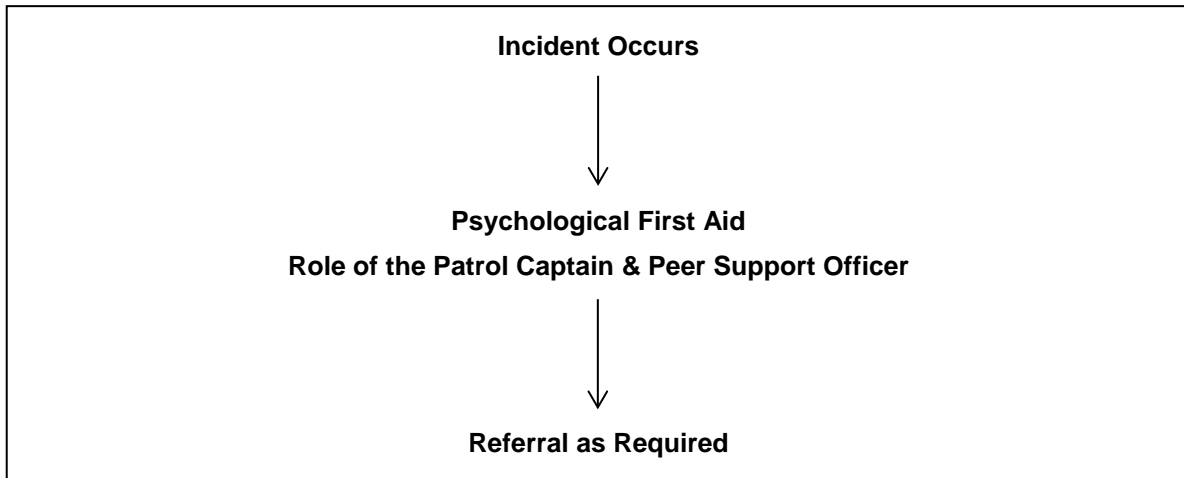 Incident Occurs
Psychological First Aid
Role of the Patrol Captain & Peer Support Officer
Referral as Required